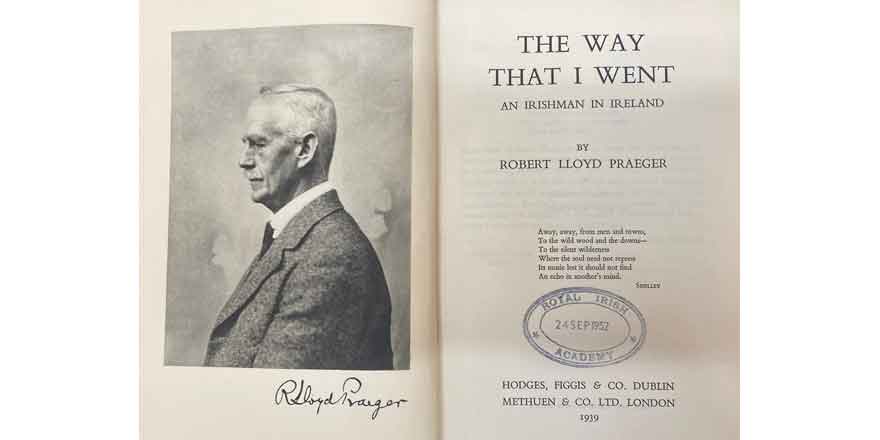 R Lloyd Praeger
THE WAY
THAT I WENT
AN IRISHMAN IN IRELAND
BY
ROBERT LLOYD PRAEGER
Away, away, from men and towns,
To the wild wood and the downs—
To the silent wilderness
Where the soul need not repress
Its music lest it should not find
An echo in another's mind.
SHELLEY
ROYAL IRISH
24 SEP 1952
ACADEMY
HODGES, FIGGIS & CO. DUBLIN
METHUEN & CO. LTD. LONDON
1939